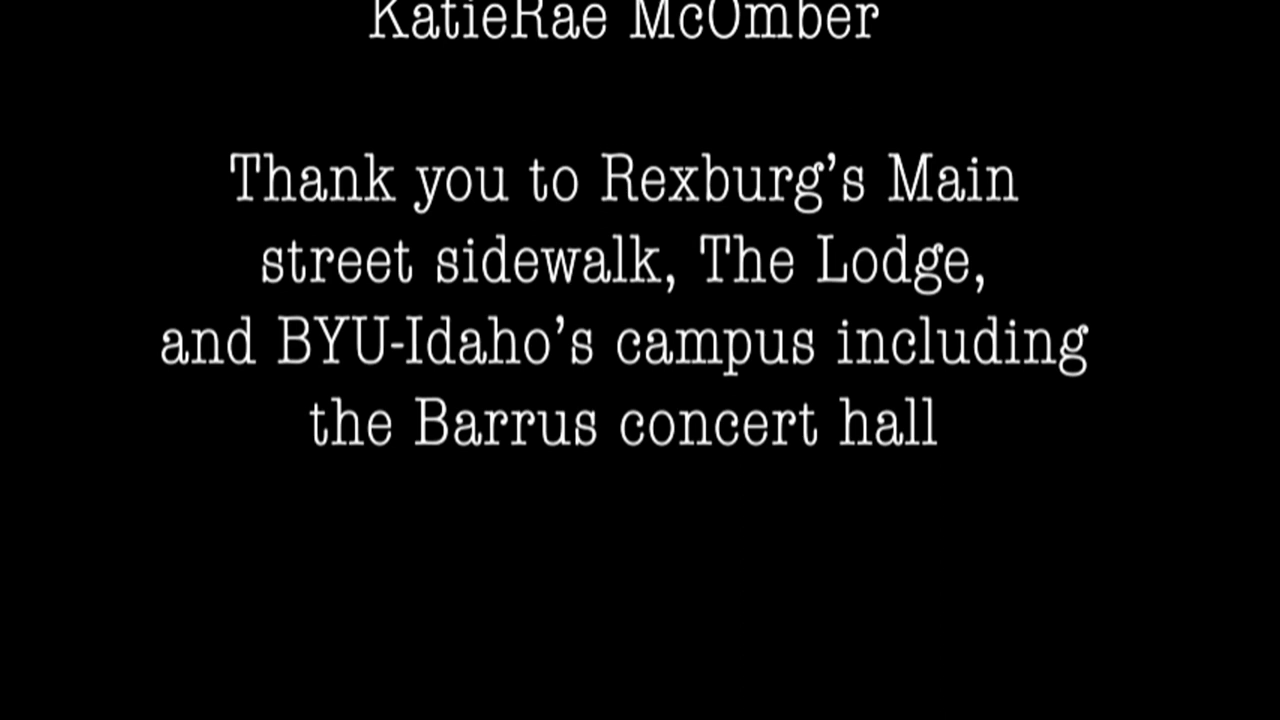 KatieRae McOmber
Thank you to Rexburg’s Main
street sidewalk, The Lodge,
and BYU-Idaho’s campus including
the Barrus concert hall